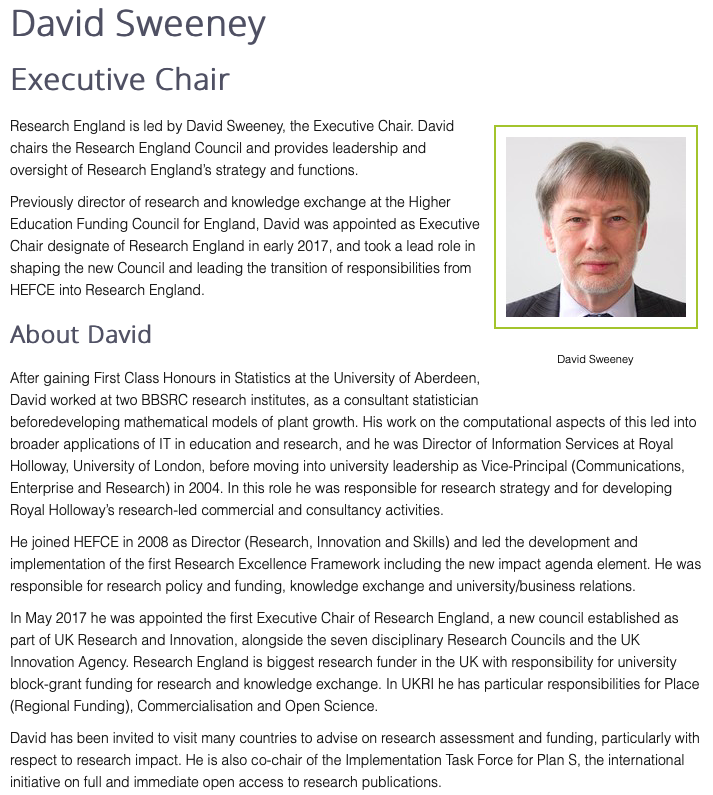 David Sweeney
Executive Chair
Research England is led by David Sweeney, the Executive Chair. David
chairs the Research England Council and provides leadership and
oversight of Research England's strategy and functions.
Previously director of research and knowledge exchange at the Higher
Education Funding Council for England, David was appointed as Executive
Chair designate of Research England in early 2017, and took a lead role in
shaping the new Council and leading the transition of responsibilities from
HEFCE into Research England.
David Sweeney
About David
After gaining First Class Honours in Statistics at the University of Aberdeen,
David worked at two BBSRC research institutes, as a consultant statistician
beforedeveloping mathematical models of plant growth. His work on the computational aspects of this led into
broader applications of IT in education and research, and he was Director of Information Services at Royal
Holloway, University of London, before moving into university leadership as Vice-Principal (Communications,
Enterprise and Research) in 2004. In this role he was responsible for research strategy and for developing
Royal Holloway's research-led commercial and consultancy activities.
He joined HEFCE in 2008 as Director (Research, Innovation and Skills) and led the development and
implementation of the first Research Excellence Framework including the new impact agenda element. He was
responsible for research policy and funding, knowledge exchange and university/business relations.
In May 2017 he was appointed the first Executive Chair of Research England, a new council established as
part of UK Research and Innovation, alongside the seven disciplinary Research Councils and the UK
Innovation Agency. Research England is biggest research funder in the UK with responsibility for university
block-grant funding for research and knowledge exchange. In UKRI he has particular responsibilities for Place
(Regional Funding), Commercialisation and Open Science.
David has been invited to visit many countries to advise on research assessment and funding, particularly with
respect to research impact. He is also co-chair of the Implementation Task Force for Plan S, the international
initiative on full and immediate open access to research publications.